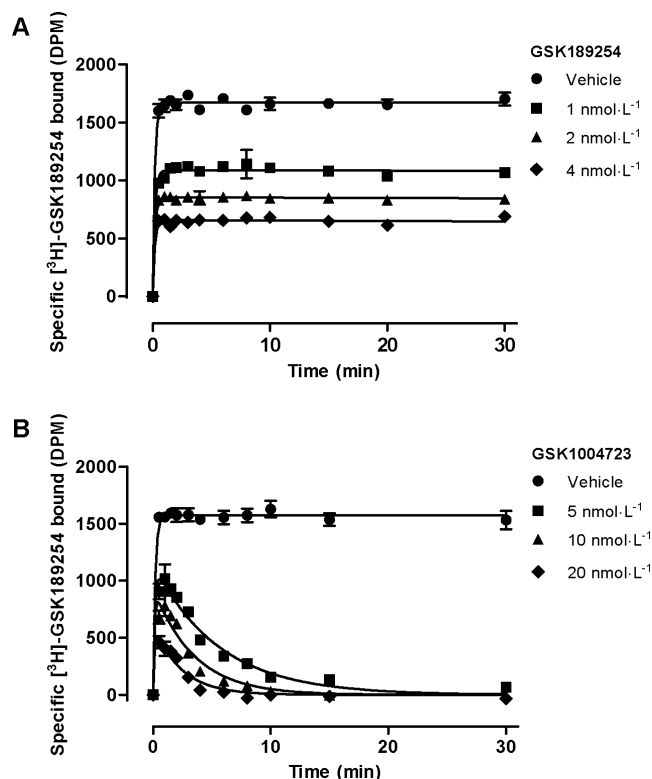 A
GSK189254
Vehicle
1 nmol·L⁻¹
2 nmol·L⁻¹
4 nmol·L⁻¹
Specific [³H]-GSK189254 bound (DPM)
2000
1500
1000
500
0
0 10 20 30
Time (min)
B
GSK1004723
Vehicle
5 nmol·L⁻¹
10 nmol·L⁻¹
20 nmol·L⁻¹
Specific [³H]-GSK189254 bound (DPM)
2000
1500
1000
500
0
0 10 20 30
Time (min)